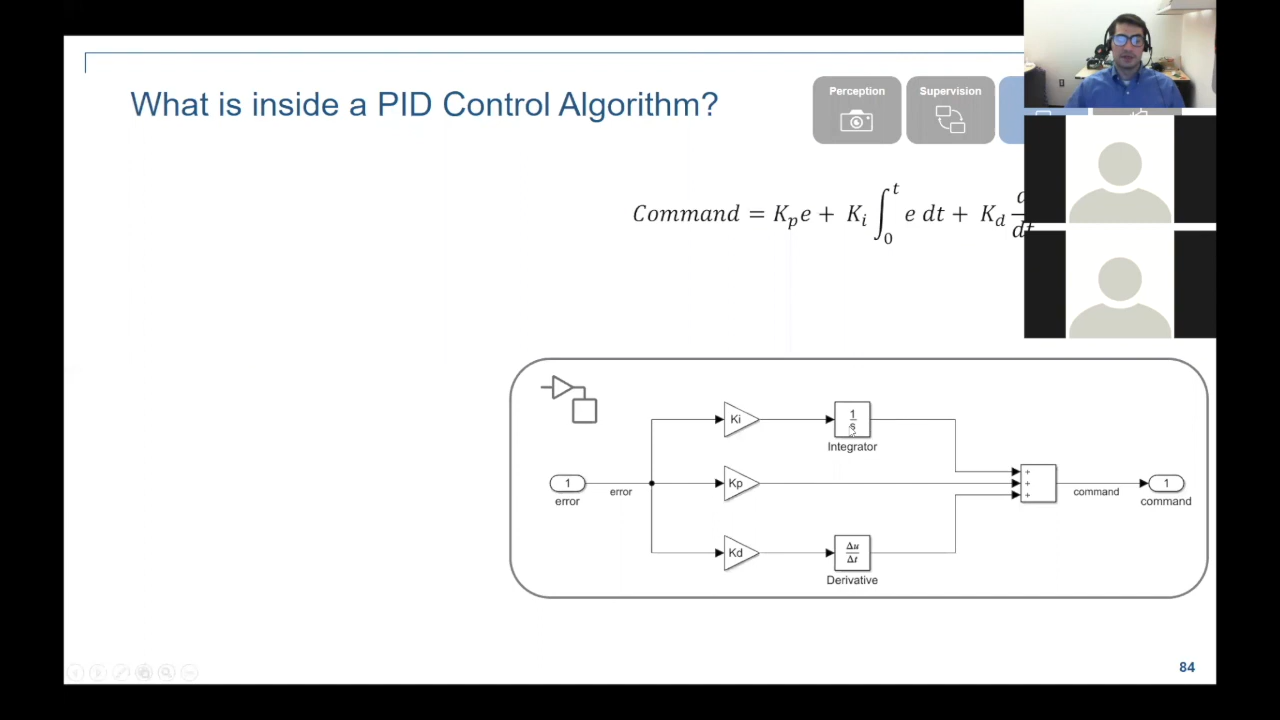 What is inside a PID Control Algorithm?
Perception
Supervision
Command = K_p e + K_i ∫_0^t e dt + K_d d/dt
Ki
1/s
Integrator
1
error
error
Kp
+
+
+
command
1
command
Kd
Δu/Δt
Derivative
84